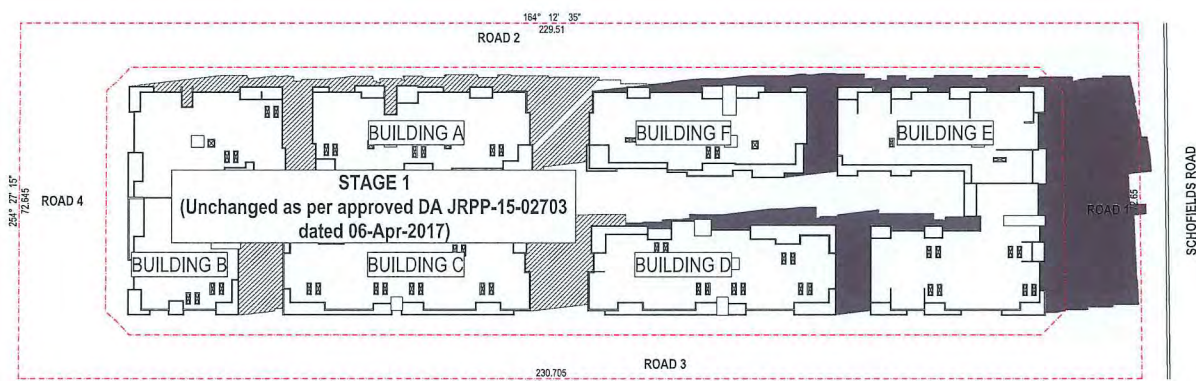 164° 12' 35"
229.51
ROAD 2
BUILDING A
BUILDING F
BUILDING E
STAGE 1
(Unchanged as per approved DA JRPP-15-02703
dated 06-Apr-2017)
254° 27' 15"
72.645
ROAD 4
ROAD 1
SCHOFIELDS ROAD
BUILDING B
BUILDING C
BUILDING D
ROAD 3
230.705